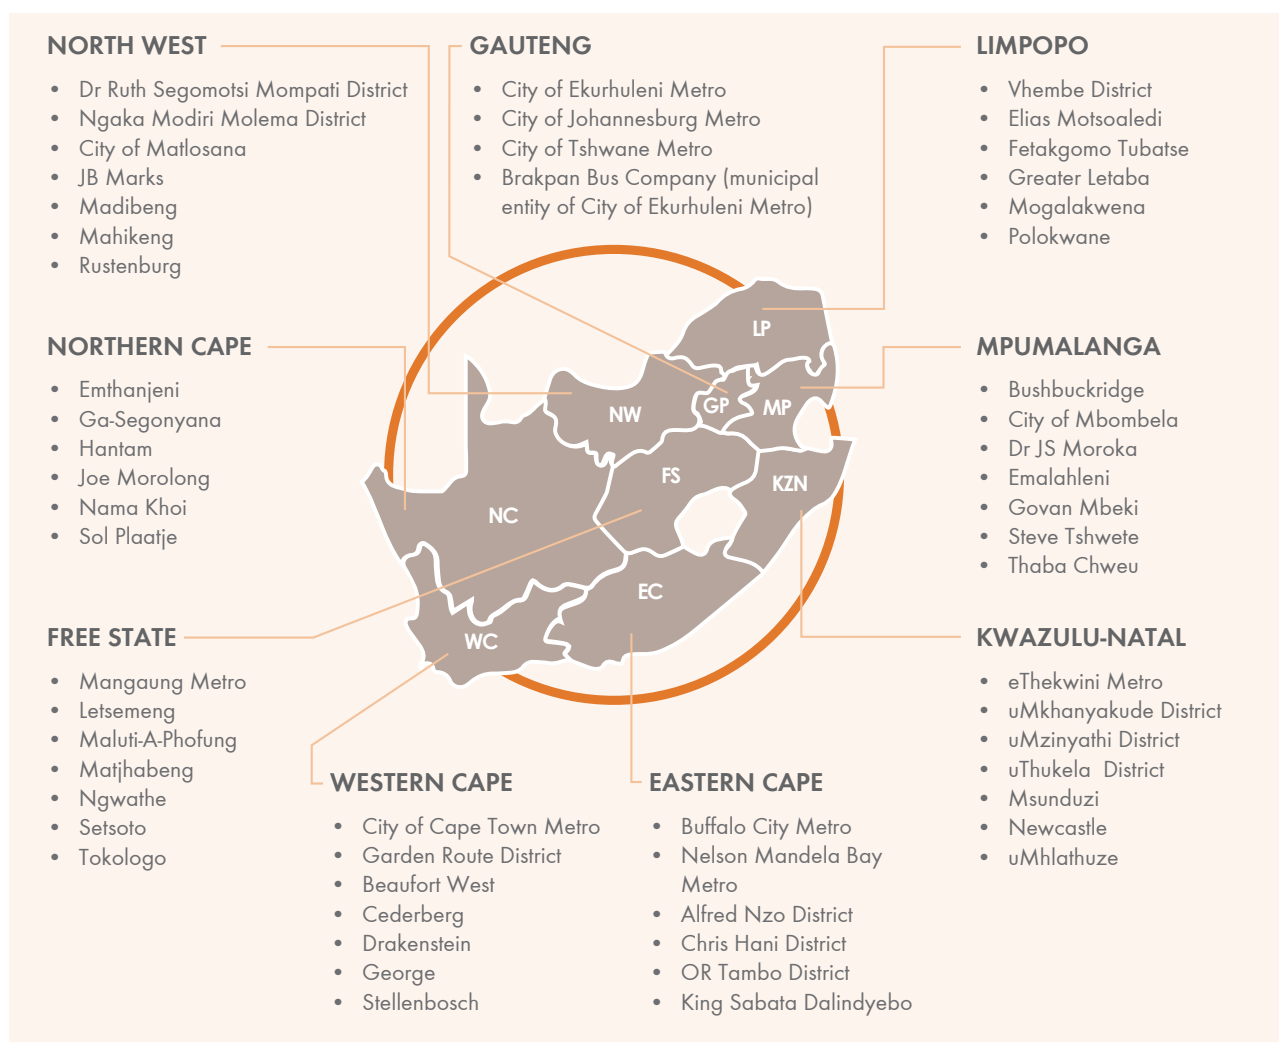 NORTH WEST
• Dr Ruth Segomotsi Mompati District
• Ngaka Modiri Molema District
• City of Matlosana
• JB Marks
• Madibeng
• Mahikeng
• Rustenburg
GAUTENG
• City of Ekurhuleni Metro
• City of Johannesburg Metro
• City of Tshwane Metro
• Brakpan Bus Company (municipal
entity of City of Ekurhuleni Metro)
LIMPOPO
• Vhembe District
• Elias Motsoaledi
• Fetakgomo Tubatse
• Greater Letaba
• Mogalakwena
• Polokwane
NORTHERN CAPE
• Emthanjeni
• Ga-Segonyana
• Hantam
• Joe Morolong
• Nama Khoi
• Sol Plaatje
LP
NW
GP
MP
FS
KZN
NC
EC
WC
MPUMALANGA
• Bushbuckridge
• City of Mbombela
• Dr JS Moroka
• Emalahleni
• Govan Mbeki
• Steve Tshwete
• Thaba Chweu
FREE STATE
• Mangaung Metro
• Letsemeng
• Maluti-A-Phofung
• Matjhabeng
• Ngwathe
• Setsoto
• Tokologo
KWAZULU-NATAL
• eThekwini Metro
• uMkhanyakude District
• uMzinyathi District
• uThukela District
• Msunduzi
• Newcastle
• uMhlathuze
WESTERN CAPE
• City of Cape Town Metro
• Garden Route District
• Beaufort West
• Cederberg
• Drakenstein
• George
• Stellenbosch
EASTERN CAPE
• Buffalo City Metro
• Nelson Mandela Bay
Metro
• Alfred Nzo District
• Chris Hani District
• OR Tambo District
• King Sabata Dalindyebo